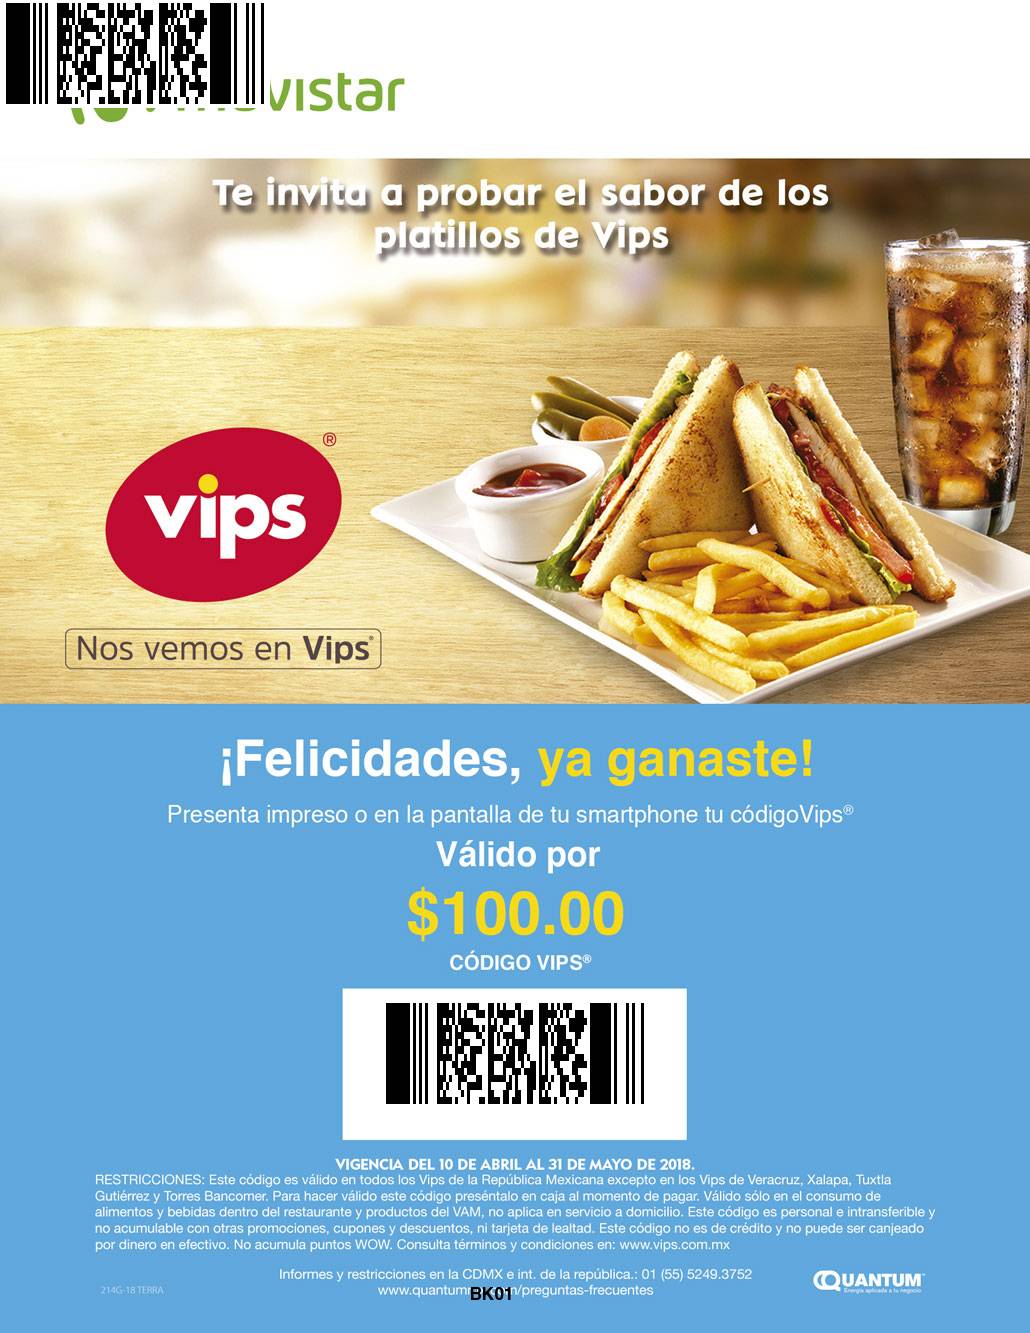 Te invita a probar el sabor de los
platillos de Vips
®
vips
Nos vemos en Vips®
¡Felicidades, ya ganaste!
Presenta impreso o en la pantalla de tu smartphone tu códigoVips®
Válido por
$100.00
CÓDIGO VIPS®
VIGENCIA DEL 10 DE ABRIL AL 31 DE MAYO DE 2018.
RESTRICCIONES: Este código es válido en todos los Vips de la República Mexicana excepto en los Vips de Veracruz, Xalapa, Tuxtla
Gutiérrez y Torres Bancomer. Para hacer válido este código preséntalo en caja al momento de pagar. Válido sólo en el consumo de
alimentos y bebidas dentro del restaurante y productos del VAM, no aplica en servicio a domicilio. Este código es personal e intransferible y
no acumulable con otras promociones, cupones y descuentos, ni tarjeta de lealtad. Este código no es de crédito y no puede ser canjeado
por dinero en efectivo. No acumula puntos WOW. Consulta términos y condiciones en: www.vips.com.mx
Informes y restricciones en la CDMX e int. de la república.: 01 (55) 5249.3752
/preguntas-frecuentes
BK01
214G-18 TERRA
QUANTUM
Energía aplicada a tu negocio